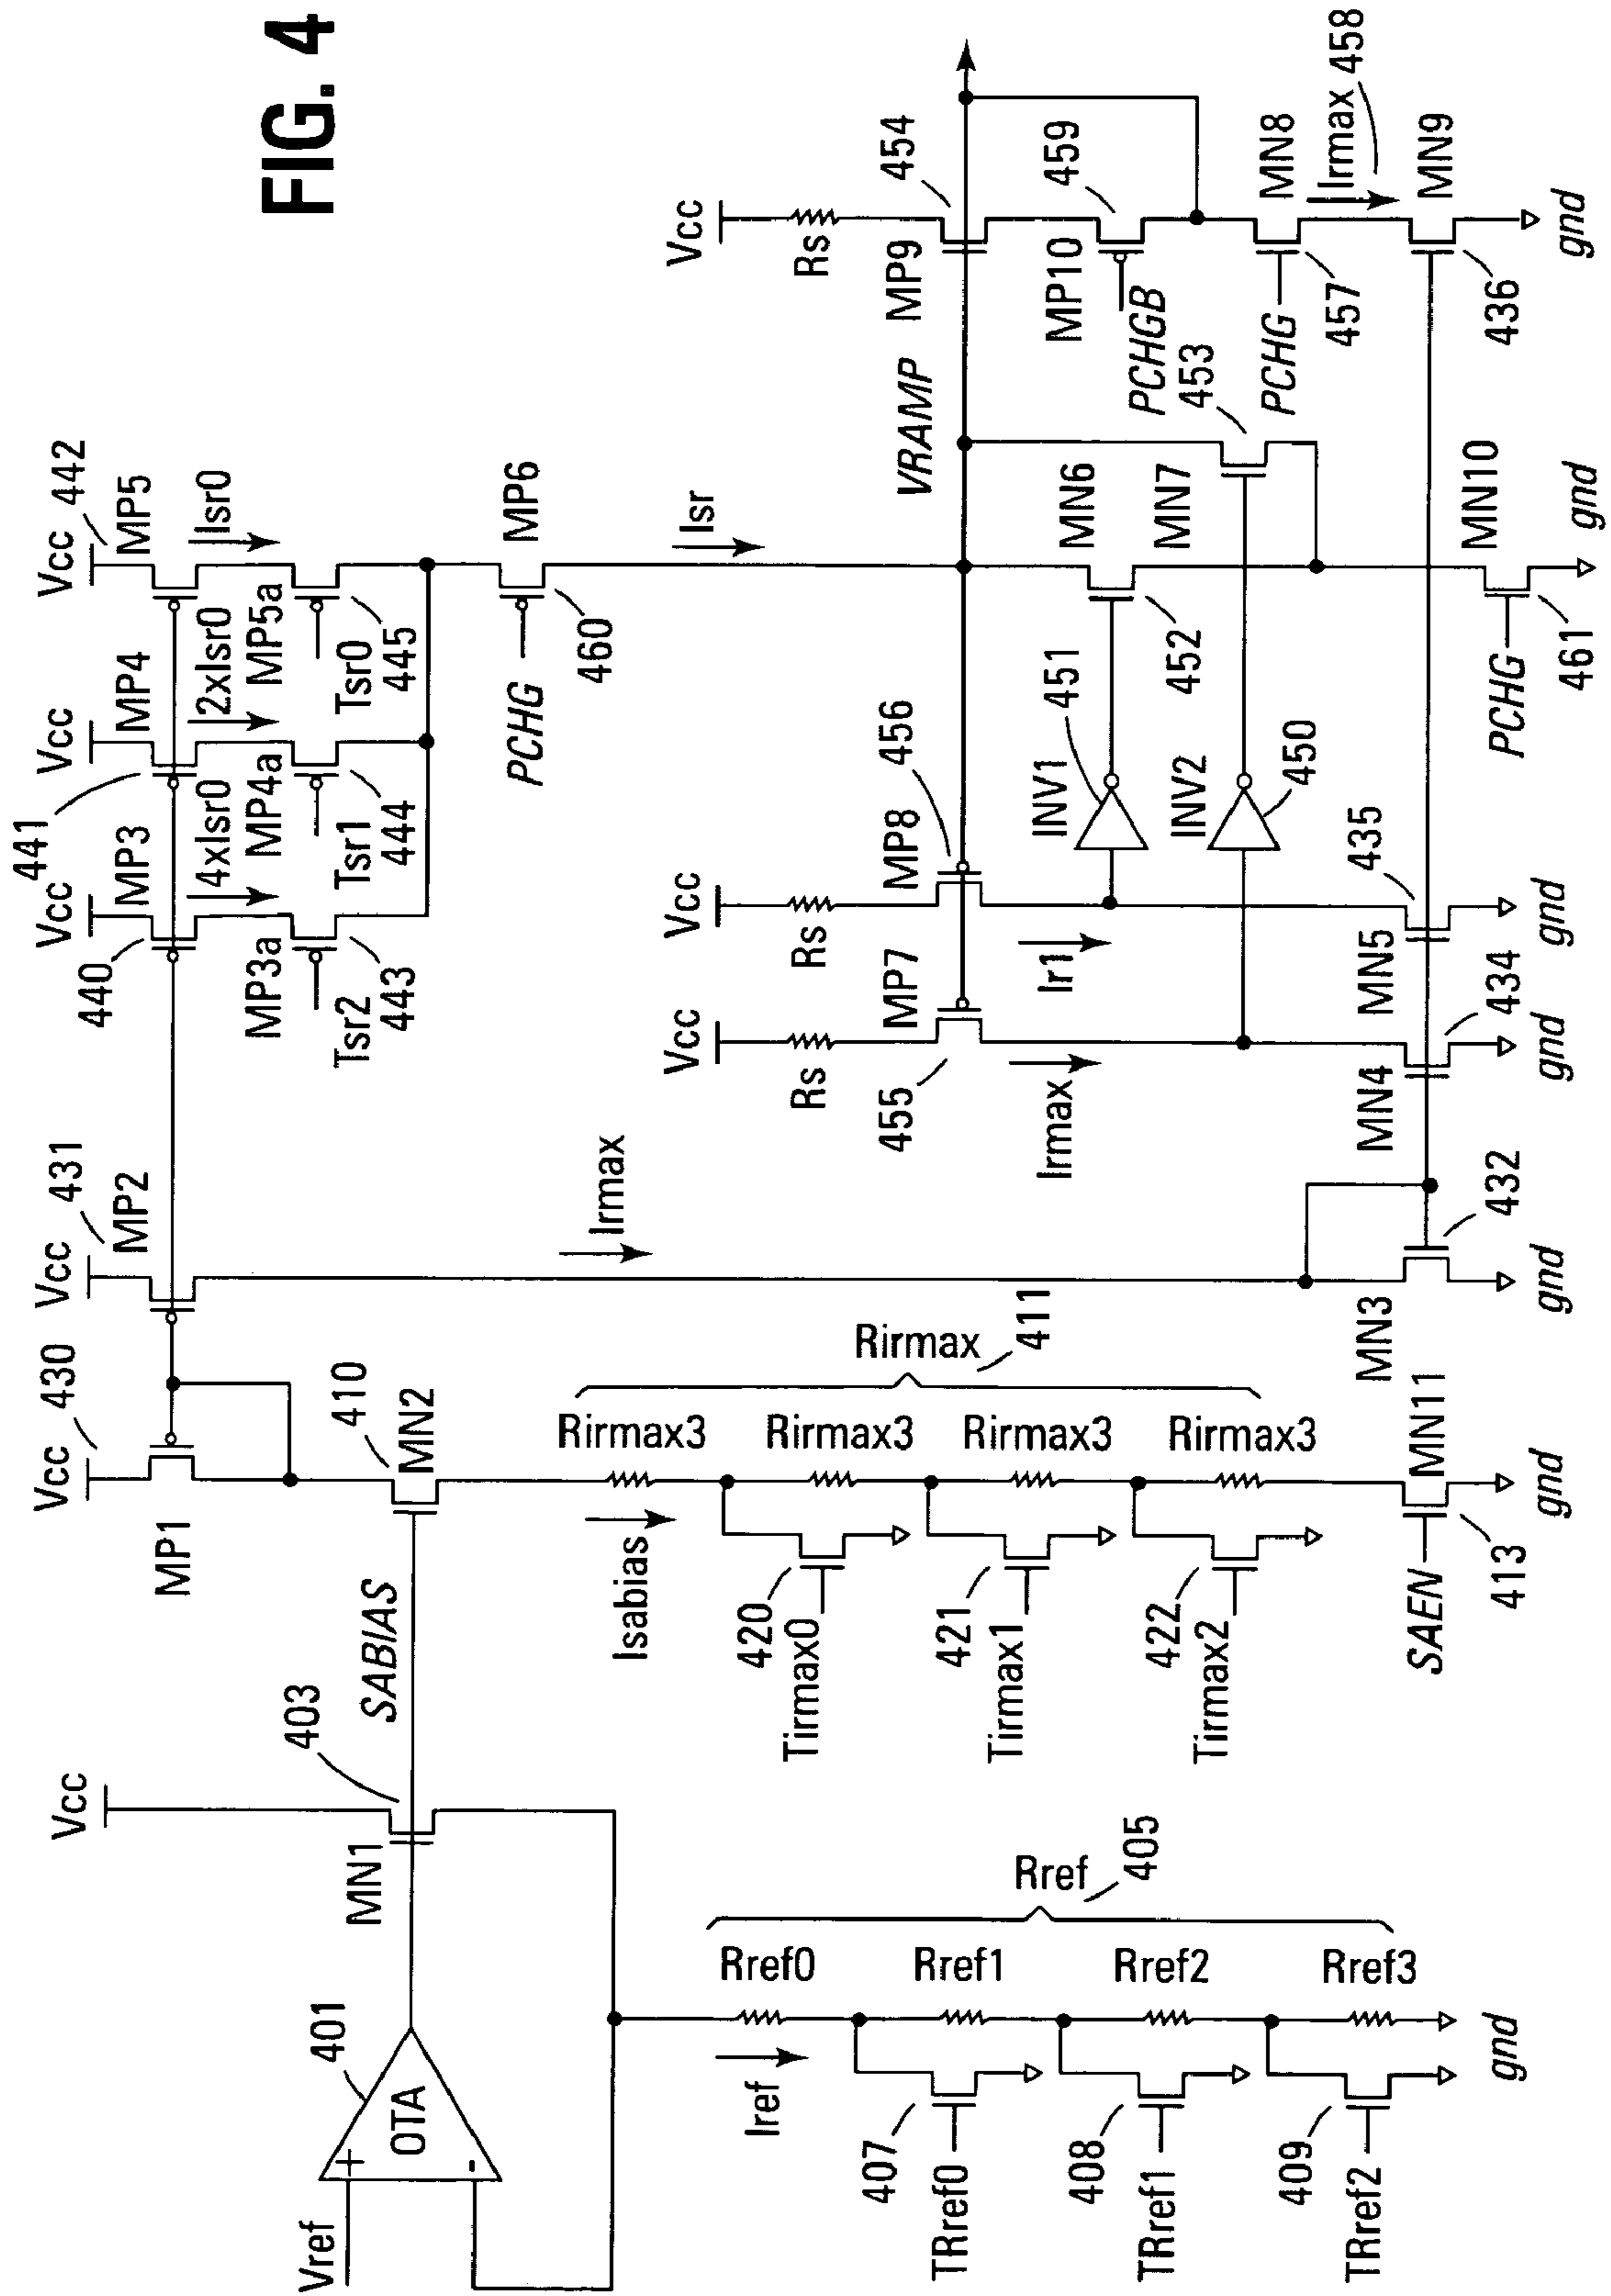 FIG. 4
Vcc
430
Vcc
431
MP2
MP1
Vcc
440
MP3
4xIsr0
MP3a
Tsr2
443
441
Vcc
MP4
2xIsr0
MP4a
Tsr1
444
Vcc
442
MP5
Isr0
MP5a
Tsr0
445
PCHG
MP6
460
Isr
Vref
+
-
OTA
401
Vcc
MN1
403
SABIAS
410
MN2
Isabias
Rirmax
411
Rirmax3
Rirmax3
Rirmax3
Rirmax3
420
Tirmax0
421
Tirmax1
422
Tirmax2
SAEN
413
MN11
gnd
Rref
405
Rref0
Rref1
Rref2
Rref3
Iref
407
TRref0
408
TRref1
409
TRref2
gnd
Irmax
MN3
432
gnd
Vcc
Rs
MP7
455
Irmax
Vcc
Rs
MP8
456
Ir1
INV1
451
INV2
450
MN4
434
gnd
MN5
435
gnd
VRAMP
MN6
452
MN7
453
MN10
PCHG
461
gnd
Vcc
Rs
MP9
454
MP10
459
PCHGB
PCHG
MN8
457
Irmax
458
MN9
436
gnd